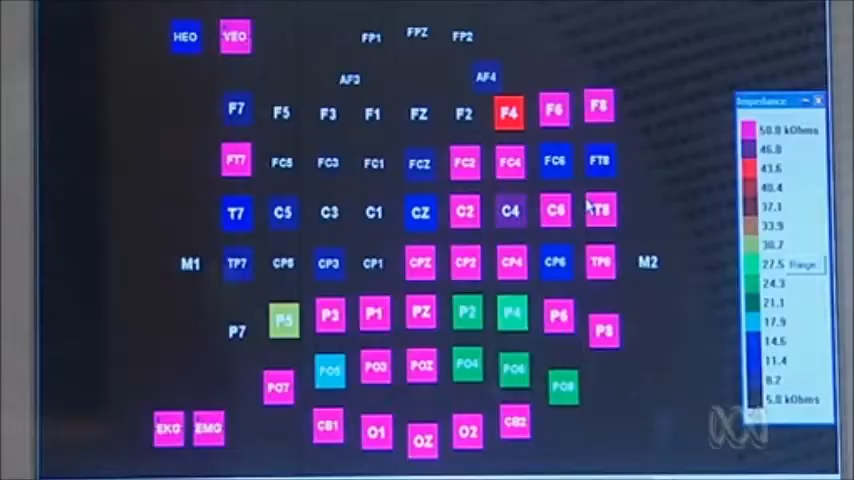 HEO VEO FP1 FPZ FP2
AF3 AF4
F7 F5 F3 F1 FZ F2 F4 F6 F8
FT7 FC5 FC3 FC1 FCZ FC2 FC4 FC6 FT8
T7 C5 C3 C1 CZ C2 C4 C6 T8
M1 TP7 CP5 CP3 CP1 CPZ CP2 CP4 CP6 TP8 M2
P7 P5 P3 P1 PZ P2 P4 P6 P8
PO7 PO5 PO3 POZ PO4 PO6 PO8
EKG EMG CB1 O1 OZ O2 CB2
Impedance
50.0 kOhms
46.8
43.6
40.4
37.1
33.9
30.7
27.5 Range
24.3
21.1
17.9
14.6
11.4
8.2
5.0 kOhms